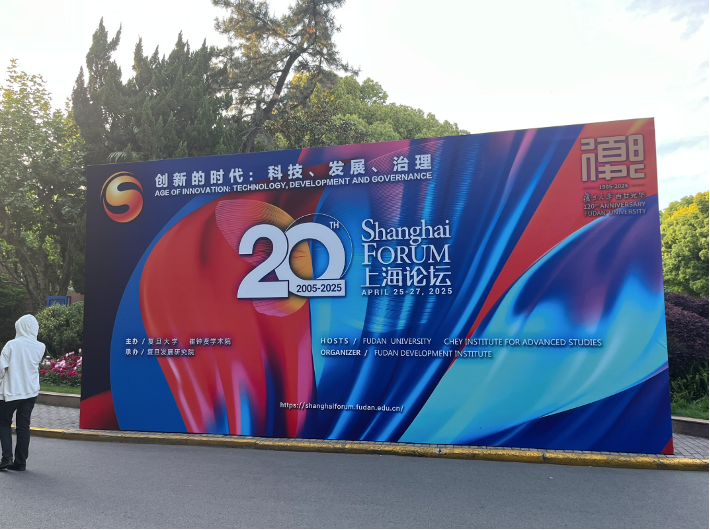 创新的时代：科技、发展、治理
AGE OF INNOVATION: TECHNOLOGY, DEVELOPMENT AND GOVERNANCE
1905-2025
120th ANNIVERSARY
FUDAN UNIVERSITY
20TH
2005-2025
Shanghai
FORUM
上海论坛
APRIL 25-27, 2025
主办 / 复旦大学 崔钟贤学术院
承办 / 复旦发展研究院
HOSTS / FUDAN UNIVERSITY CHEY INSTITUTE FOR ADVANCED STUDIES
ORGANIZER / FUDAN DEVELOPMENT INSTITUTE
https://shanghaiforum.fudan.edu.cn/